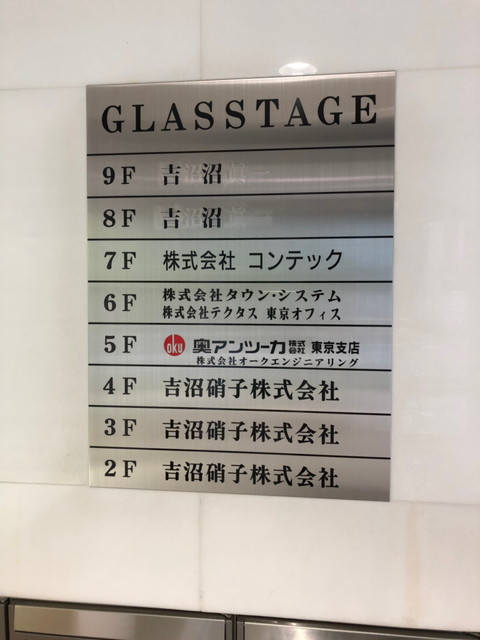 GLASSTAGE
9F 吉沼
8F 吉沼
7F 株式会社 コンテック
6F 株式会社タウン・システム
株式会社テクタス 東京オフィス
5F oku 奥アンツーカ株式会社 東京支店
株式会社オークエンジニアリング
4F 吉沼硝子株式会社
3F 吉沼硝子株式会社
2F 吉沼硝子株式会社